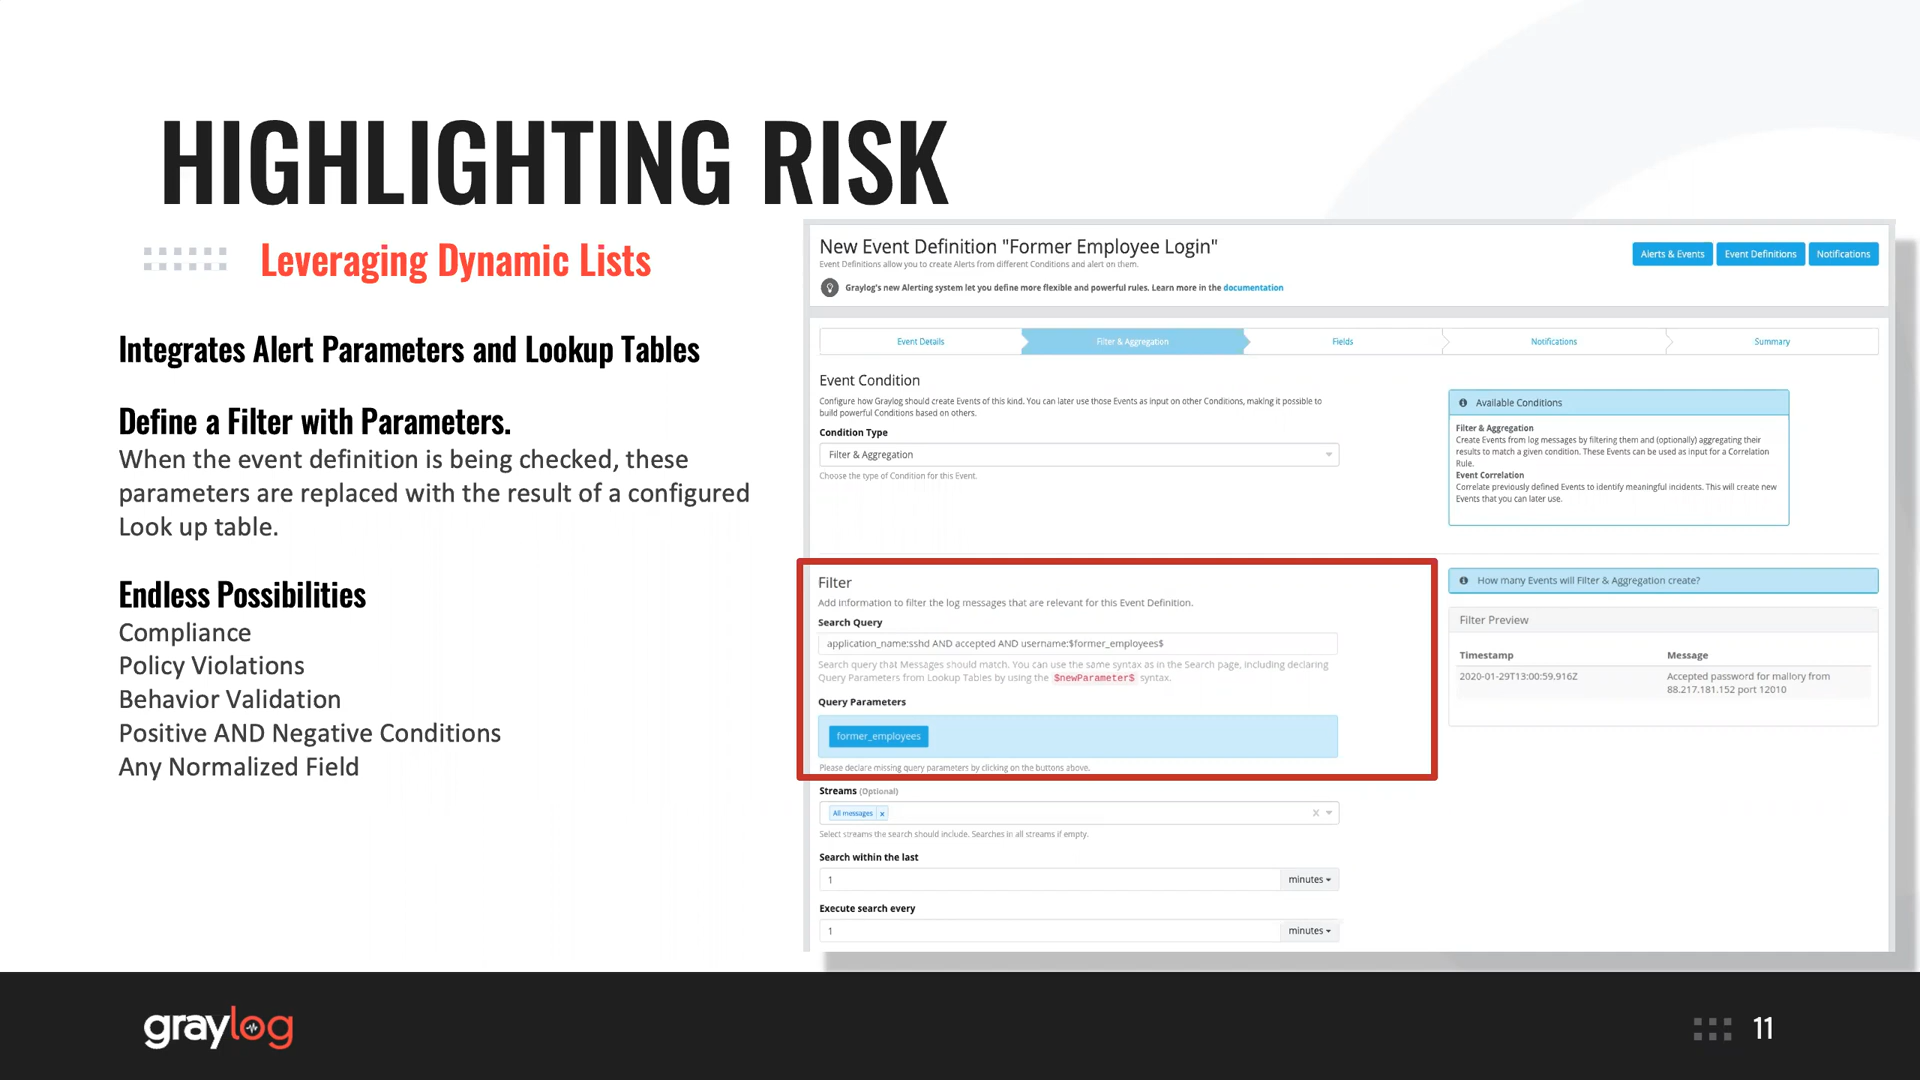 HIGHLIGHTING RISK
Leveraging Dynamic Lists
Integrates Alert Parameters and Lookup Tables
Define a Filter with Parameters.
When the event definition is being checked, these
parameters are replaced with the result of a configured
Look up table.
Endless Possibilities
Compliance
Policy Violations
Behavior Validation
Positive AND Negative Conditions
Any Normalized Field
New Event Definition "Former Employee Login"
Event Definitions allow you to create Alerts from different Conditions and alert on them.
Graylog's new Alerting system let you define more flexible and powerful rules. Learn more in the documentation
Alerts & Events
Event Definitions
Notifications
Event Details
Filter & Aggregation
Fields
Notifications
Summary
Event Condition
Configure how Graylog should create Events of this kind. You can later use those Events as input on other Conditions, making it possible to
build powerful Conditions based on others.
Condition Type
Filter & Aggregation
Choose the type of Condition for this Event.
Available Conditions
Filter & Aggregation
Create Events from log messages by filtering them and (optionally) aggregating their
results to match a given condition. These Events can be used as input for a Correlation
Rule.
Event Correlation
Correlate previously defined Events to identify meaningful incidents. This will create new
Events that you can later use.
Filter
Add information to filter the log messages that are relevant for this Event Definition.
Search Query
application_name:sshd AND accepted AND username:$former_employees$
Search query that Messages should match. You can use the same syntax as in the Search page, including declaring
Query Parameters from Lookup Tables by using the $newParameter$ syntax.
Query Parameters
former_employees
Please declare missing query parameters by clicking on the buttons above.
How many Events will Filter & Aggregation create?
Filter Preview
Timestamp Message
2020-01-29T13:00:59.916Z Accepted password for mallory from
88.217.181.152 port 12010
Streams (Optional)
All messages x
Select streams the search should include. Searches in all streams if empty.
Search within the last
1 minutes
Execute search every
1 minutes
graylog
11